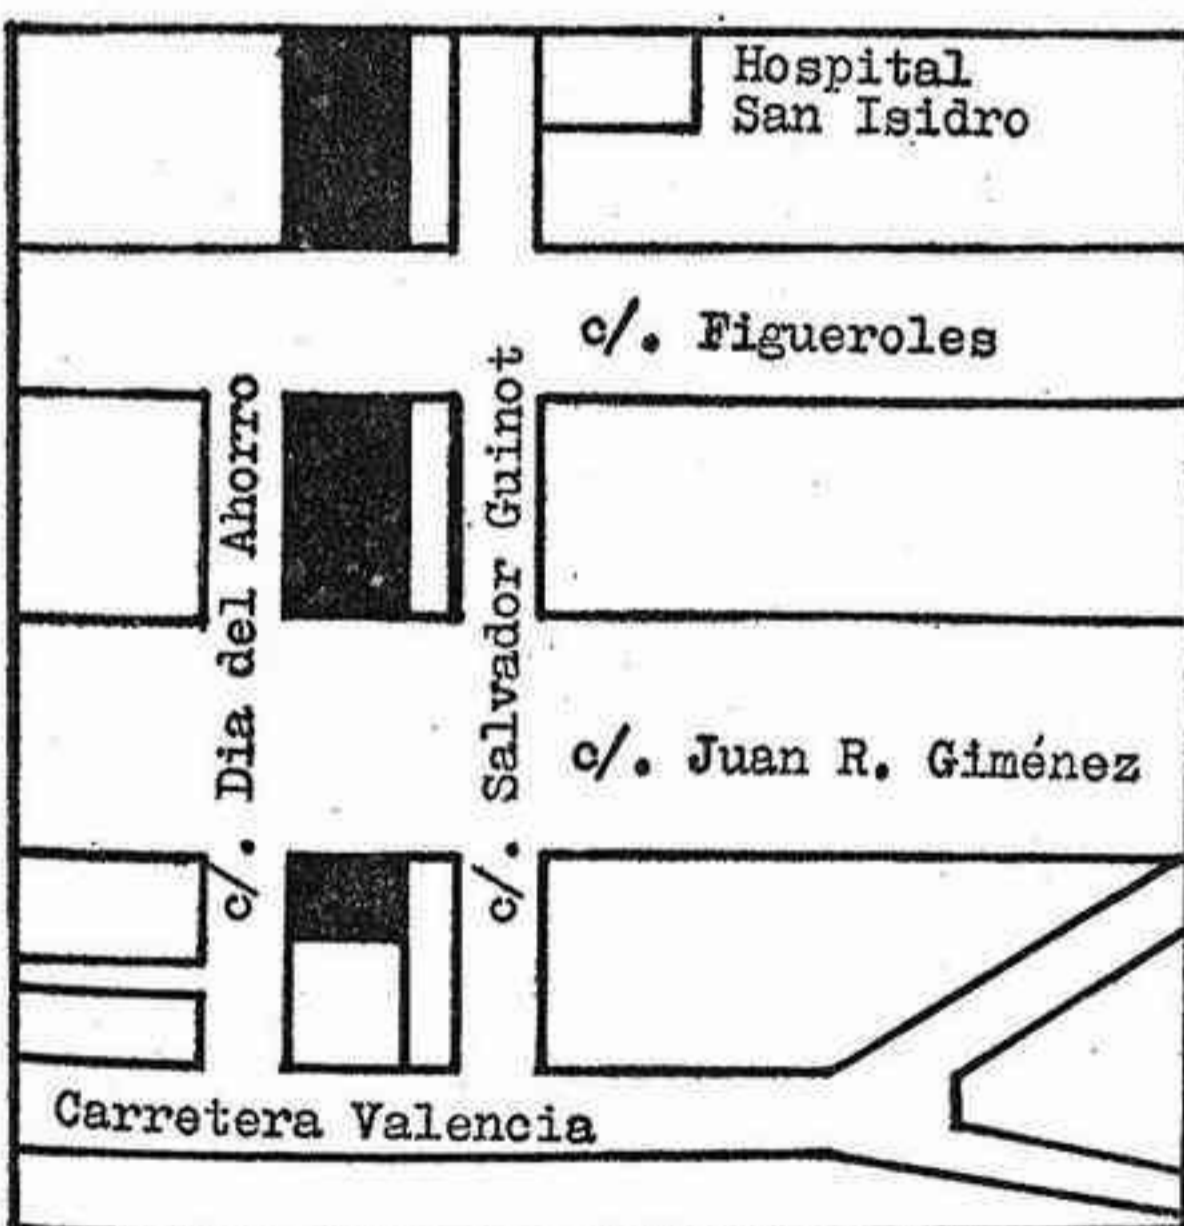 Hospital
San Isidro
c/. Figueroles
c/. Dia del Ahorro
c/. Salvador Guinot
c/. Juan R. Giménez
Carretera Valencia